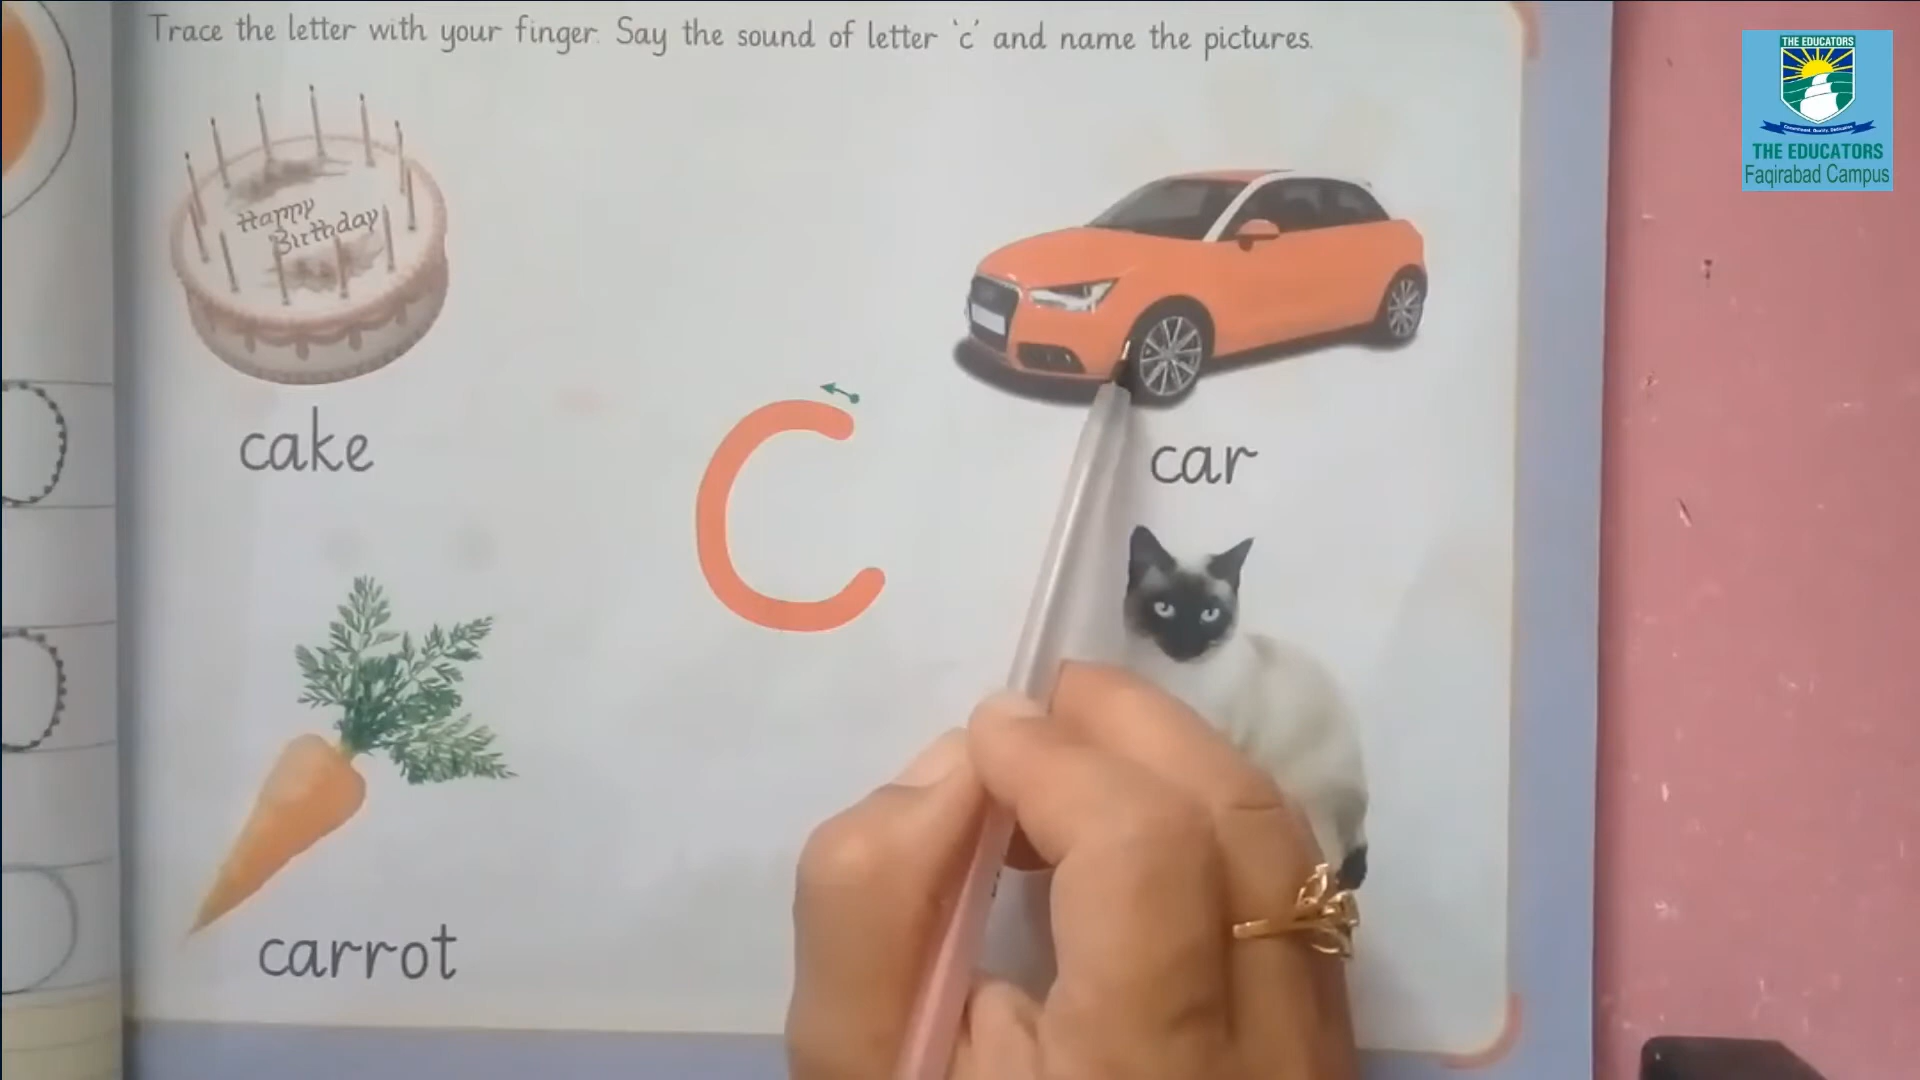 Trace the letter with your finger. Say the sound of letter 'c' and name the pictures.
Happy
Birthday
cake
c
car
carrot
THE EDUCATORS
THE EDUCATORS
Faqirabad Campus